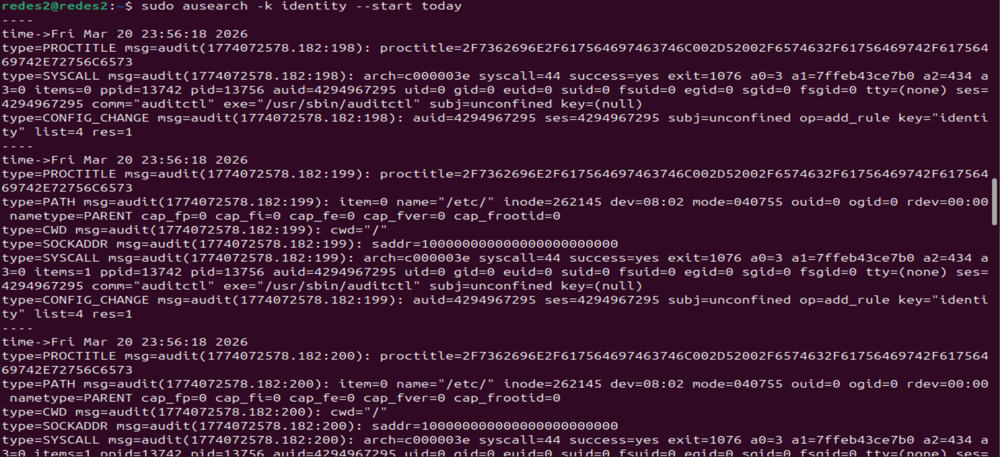 redes2@redes2:~$ sudo ausearch -k identity --start today
----
time->Fri Mar 20 23:56:18 2026
type=PROCTITLE msg=audit(1774072578.182:198): proctitle=2F7362696E2F617564697463746C002D52002F6574632F61756469742F617564
69742E72756C6573
type=SYSCALL msg=audit(1774072578.182:198): arch=c000003e syscall=44 success=yes exit=1076 a0=3 a1=7ffeb43ce7b0 a2=434 a
3=0 items=0 ppid=13742 pid=13756 auid=4294967295 uid=0 gid=0 euid=0 suid=0 fsuid=0 egid=0 sgid=0 fsgid=0 tty=(none) ses=
4294967295 comm="auditctl" exe="/usr/sbin/auditctl" subj=unconfined key=(null)
type=CONFIG_CHANGE msg=audit(1774072578.182:198): auid=4294967295 ses=4294967295 subj=unconfined op=add_rule key="identi
ty" list=4 res=1
----
time->Fri Mar 20 23:56:18 2026
type=PROCTITLE msg=audit(1774072578.182:199): proctitle=2F7362696E2F617564697463746C002D52002F6574632F61756469742F617564
69742E72756C6573
type=PATH msg=audit(1774072578.182:199): item=0 name="/etc/" inode=262145 dev=08:02 mode=040755 ouid=0 ogid=0 rdev=00:00
 nametype=PARENT cap_fp=0 cap_fi=0 cap_fe=0 cap_fver=0 cap_frootid=0
type=CWD msg=audit(1774072578.182:199): cwd="/"
type=SOCKADDR msg=audit(1774072578.182:199): saddr=100000000000000000000000
type=SYSCALL msg=audit(1774072578.182:199): arch=c000003e syscall=44 success=yes exit=1076 a0=3 a1=7ffeb43ce7b0 a2=434 a
3=0 items=1 ppid=13742 pid=13756 auid=4294967295 uid=0 gid=0 euid=0 suid=0 fsuid=0 egid=0 sgid=0 fsgid=0 tty=(none) ses=
4294967295 comm="auditctl" exe="/usr/sbin/auditctl" subj=unconfined key=(null)
type=CONFIG_CHANGE msg=audit(1774072578.182:199): auid=4294967295 ses=4294967295 subj=unconfined op=add_rule key="identi
ty" list=4 res=1
----
time->Fri Mar 20 23:56:18 2026
type=PROCTITLE msg=audit(1774072578.182:200): proctitle=2F7362696E2F617564697463746C002D52002F6574632F61756469742F617564
69742E72756C6573
type=PATH msg=audit(1774072578.182:200): item=0 name="/etc/" inode=262145 dev=08:02 mode=040755 ouid=0 ogid=0 rdev=00:00
 nametype=PARENT cap_fp=0 cap_fi=0 cap_fe=0 cap_fver=0 cap_frootid=0
type=CWD msg=audit(1774072578.182:200): cwd="/"
type=SOCKADDR msg=audit(1774072578.182:200): saddr=100000000000000000000000
type=SYSCALL msg=audit(1774072578.182:200): arch=c000003e syscall=44 success=yes exit=1076 a0=3 a1=7ffeb43ce7b0 a2=434 a
3=0 items=1 ppid=13742 pid=13756 auid=4294967295 uid=0 gid=0 euid=0 suid=0 fsuid=0 egid=0 sgid=0 fsgid=0 tty=(none) ses=